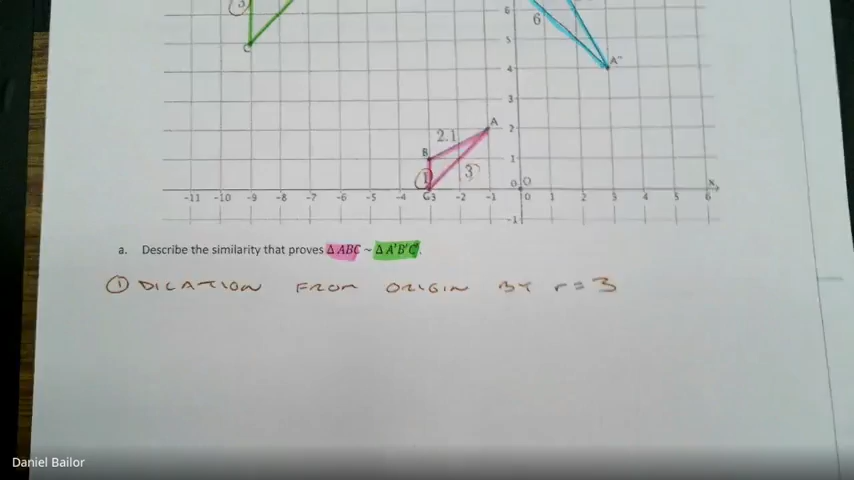 3
C'
6
5
A''
4
3
A
2.1
2
B
1
1
3
0
O
-11 -10 -9 -8 -7 -6 -5 -4 C -3 -2 -1 0 1 2 3 4 5 6 x
-1
a. Describe the similarity that proves Δ ABC ~ Δ A'B'C'.
① DILATION FROM ORIGIN BY r = 3
Daniel Bailor